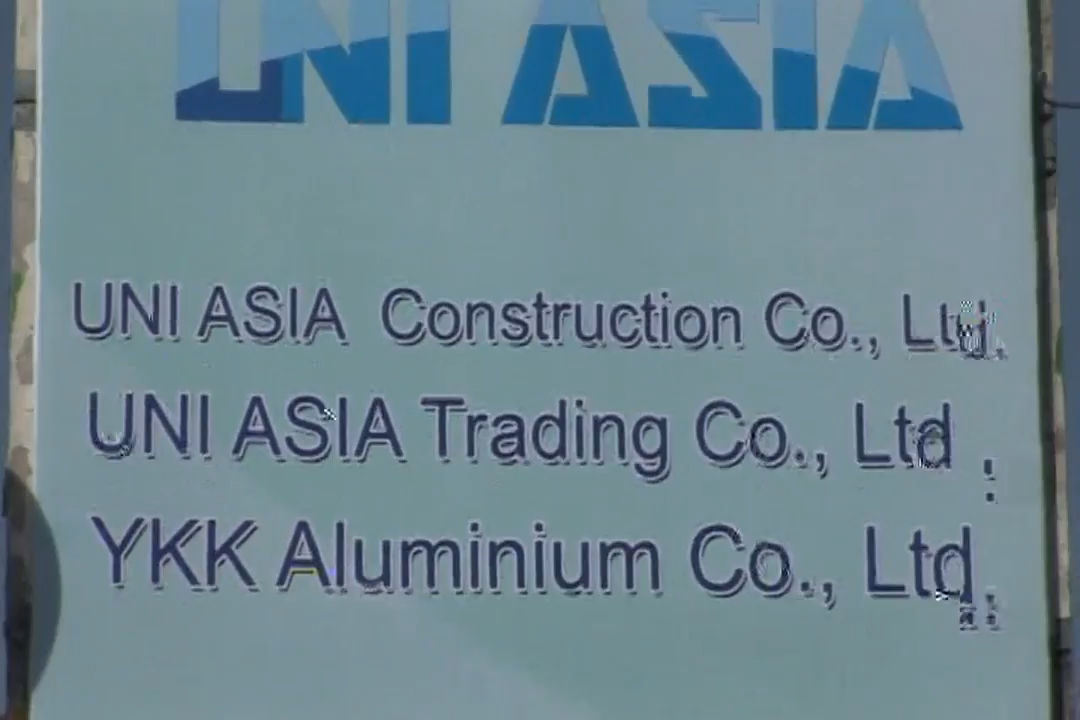 UNI ASIA
UNI ASIA Construction Co., Ltd.
UNI ASIA Trading Co., Ltd.
YKK Aluminium Co., Ltd.